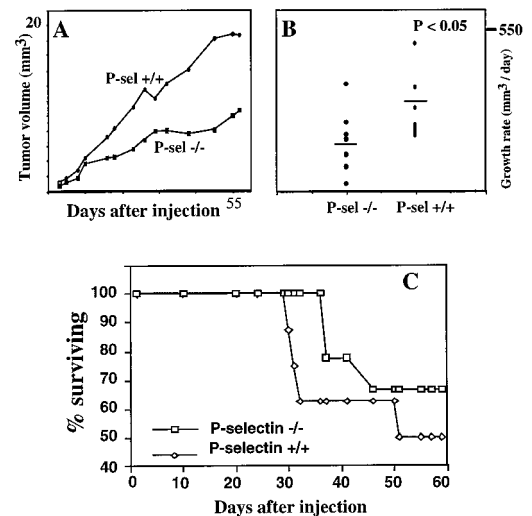 20
A
Tumor volume (mm3)
P-sel +/+
P-sel -/-
Days after injection 55
B
P < 0.05
550
Growth rate (mm3 / day)
P-sel -/- P-sel +/+
C
% surviving
100
90
80
70
60
50
40
P-selectin -/-
P-selectin +/+
0 10 20 30 40 50 60
Days after injection